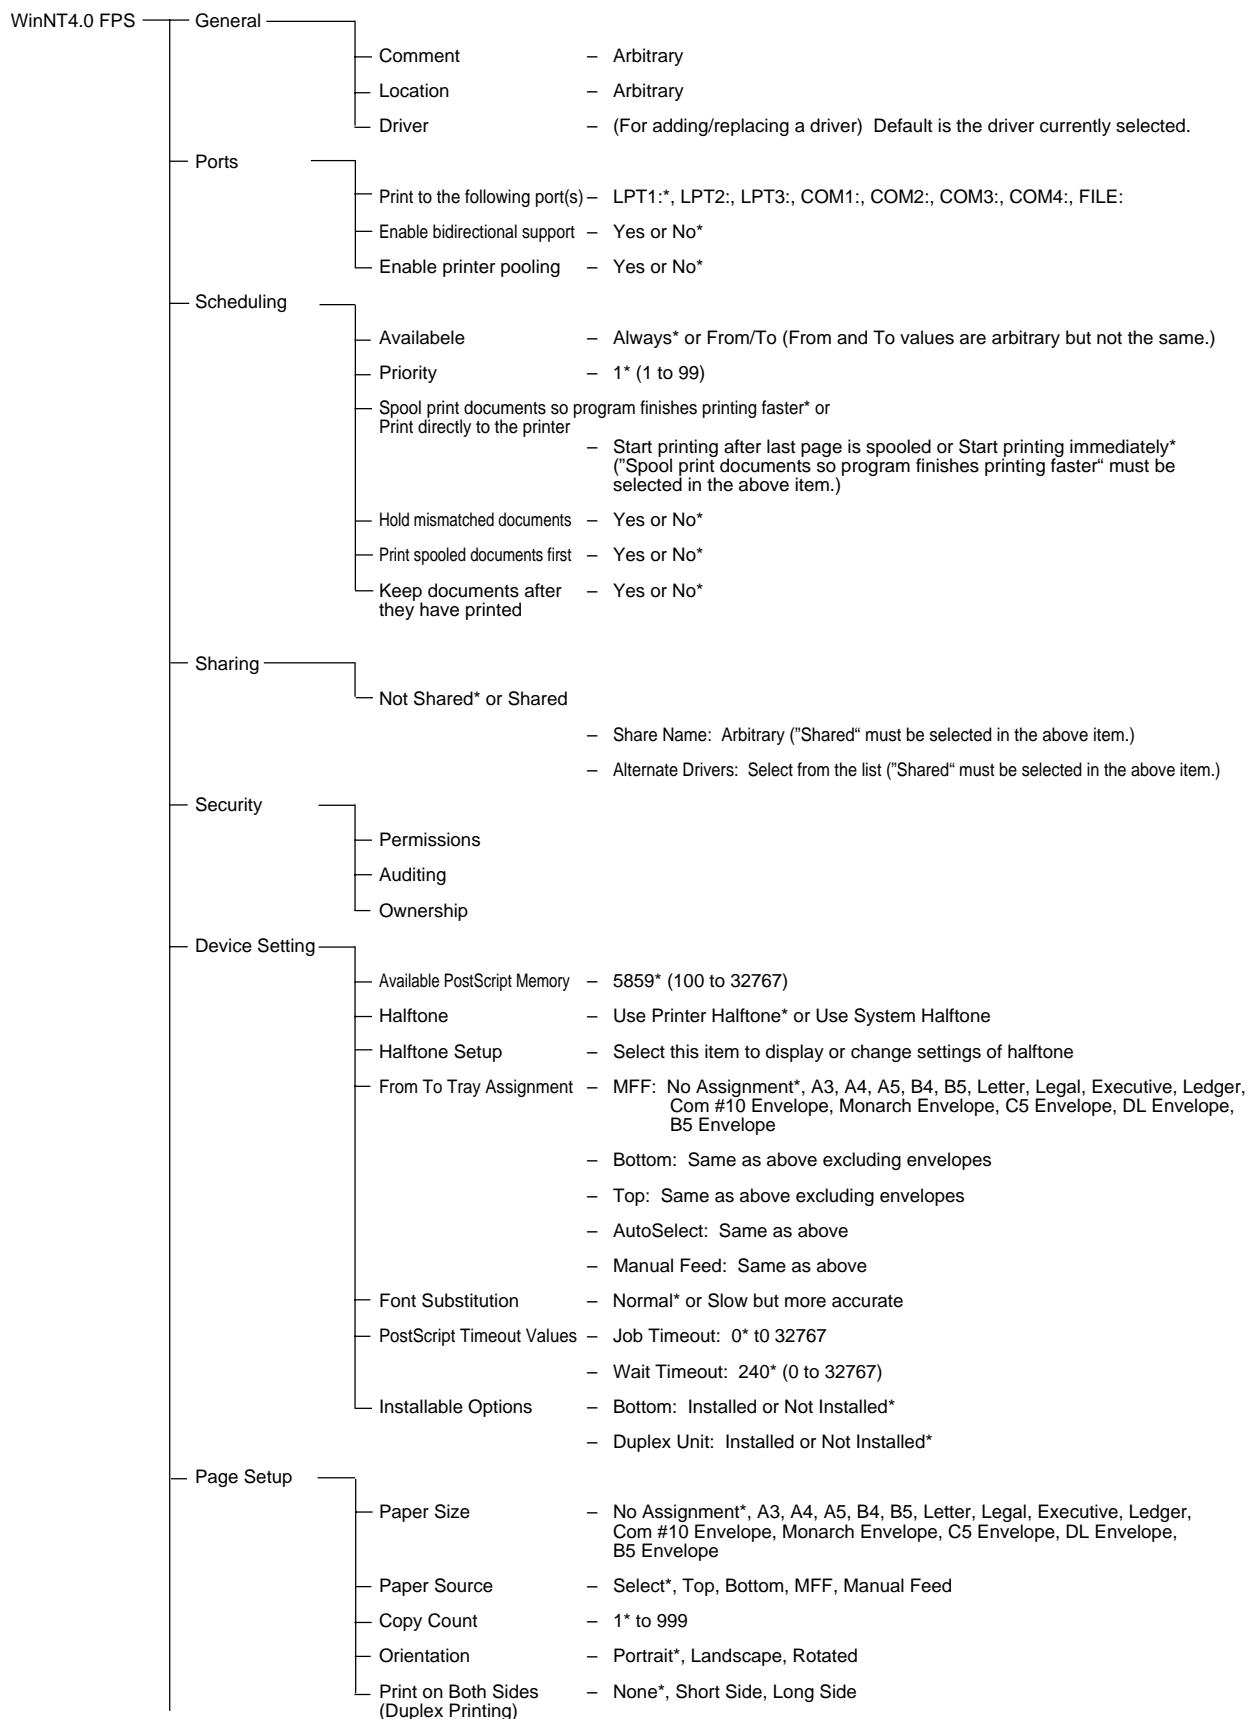 WinNT4.0 FPS General
Comment – Arbitrary
Location – Arbitrary
Driver – (For adding/replacing a driver) Default is the driver currently selected.
Ports
Print to the following port(s) – LPT1:*, LPT2:, LPT3:, COM1:, COM2:, COM3:, COM4:, FILE:
Enable bidirectional support – Yes or No*
Enable printer pooling – Yes or No*
Scheduling
Availabele – Always* or From/To (From and To values are arbitrary but not the same.)
Priority – 1* (1 to 99)
Spool print documents so program finishes printing faster* or
Print directly to the printer
– Start printing after last page is spooled or Start printing immediately*
(”Spool print documents so program finishes printing faster“ must be
selected in the above item.)
Hold mismatched documents – Yes or No*
Print spooled documents first – Yes or No*
Keep documents after – Yes or No*
they have printed
Sharing
Not Shared* or Shared
– Share Name: Arbitrary (”Shared“ must be selected in the above item.)
– Alternate Drivers: Select from the list (”Shared“ must be selected in the above item.)
Security
Permissions
Auditing
Ownership
Device Setting
Available PostScript Memory – 5859* (100 to 32767)
Halftone – Use Printer Halftone* or Use System Halftone
Halftone Setup – Select this item to display or change settings of halftone
From To Tray Assignment – MFF: No Assignment*, A3, A4, A5, B4, B5, Letter, Legal, Executive, Ledger,
Com #10 Envelope, Monarch Envelope, C5 Envelope, DL Envelope,
B5 Envelope
– Bottom: Same as above excluding envelopes
– Top: Same as above excluding envelopes
– AutoSelect: Same as above
– Manual Feed: Same as above
Font Substitution – Normal* or Slow but more accurate
PostScript Timeout Values – Job Timeout: 0* t0 32767
– Wait Timeout: 240* (0 to 32767)
Installable Options – Bottom: Installed or Not Installed*
– Duplex Unit: Installed or Not Installed*
Page Setup
Paper Size – No Assignment*, A3, A4, A5, B4, B5, Letter, Legal, Executive, Ledger,
Com #10 Envelope, Monarch Envelope, C5 Envelope, DL Envelope,
B5 Envelope
Paper Source – Select*, Top, Bottom, MFF, Manual Feed
Copy Count – 1* to 999
Orientation – Portrait*, Landscape, Rotated
Print on Both Sides – None*, Short Side, Long Side
(Duplex Printing)